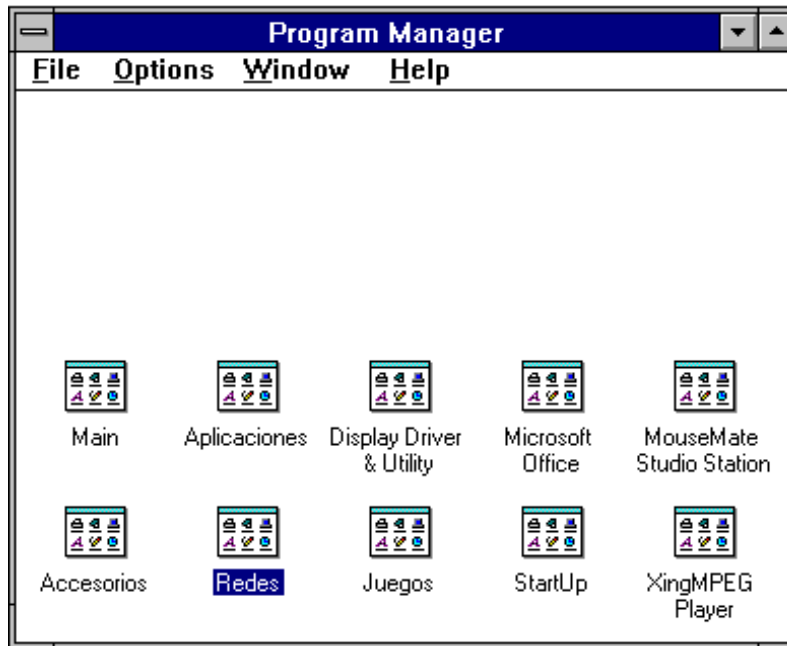 Program Manager
File Options Window Help
Main Aplicaciones Display Driver & Utility Microsoft Office MouseMate Studio Station
Accesorios Redes Juegos StartUp XingMPEG Player